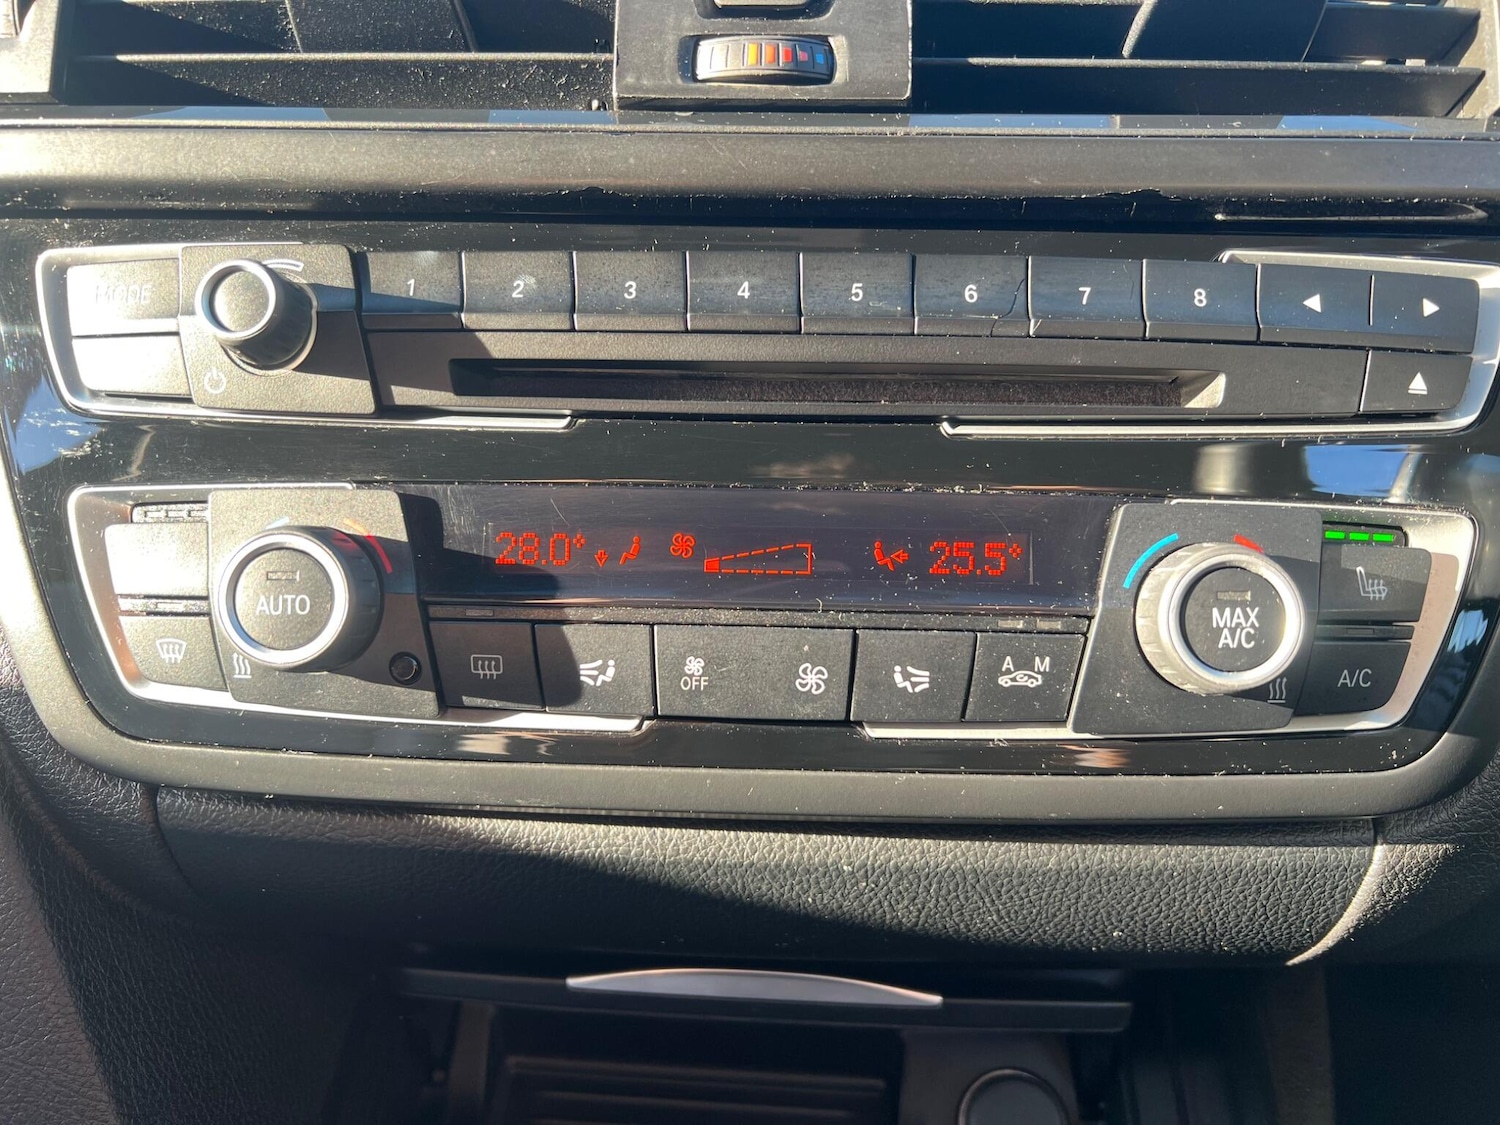 MODE
1 2 3 4 5 6 7 8
28.0° 25.5°
AUTO
MAX
A/C
OFF
A M
A/C